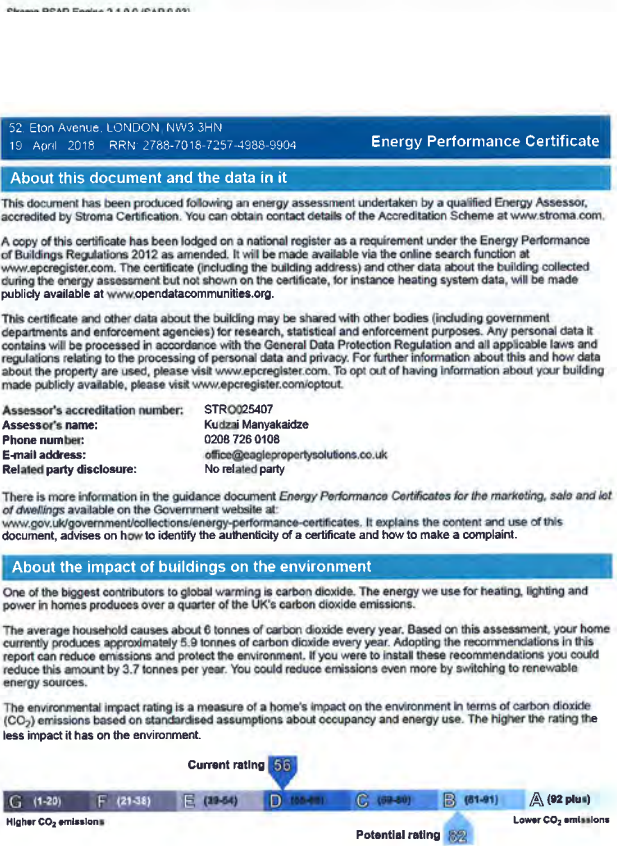 52, Eton Avenue, LONDON, NW3 3HN
19 April 2018 RRN: 2788-7018-7257-4988-9904
Energy Performance Certificate
About this document and the data in it
This document has been produced following an energy assessment undertaken by a qualified Energy Assessor,
accredited by Stroma Certification. You can obtain contact details of the Accreditation Scheme at www.stroma.com.
A copy of this certificate has been lodged on a national register as a requirement under the Energy Performance
of Buildings Regulations 2012 as amended. It will be made available via the online search function at
www.epcregister.com. The certificate (including the building address) and other data about the building collected
during the energy assessment but not shown on the certificate, for instance heating system data, will be made
publicly available at www.opendatacommunities.org.
This certificate and other data about the building may be shared with other bodies (including government
departments and enforcement agencies) for research, statistical and enforcement purposes. Any personal data it
contains will be processed in accordance with the General Data Protection Regulation and all applicable laws and
regulations relating to the processing of personal data and privacy. For further information about this and how data
about the property are used, please visit www.epcregister.com. To opt out of having information about your building
made publicly available, please visit www.epcregister.com/optout.
Assessor's accreditation number: STRO025407
Assessor's name: Kudzai Manyakaidze
Phone number: 0208 726 0108
E-mail address: office@eaglepropertysolutions.co.uk
Related party disclosure: No related party
There is more information in the guidance document Energy Performance Certificates for the marketing, sale and let
of dwellings available on the Government website at:
www.gov.uk/government/collections/energy-performance-certificates. It explains the content and use of this
document, advises on how to identify the authenticity of a certificate and how to make a complaint.
About the impact of buildings on the environment
One of the biggest contributors to global warming is carbon dioxide. The energy we use for heating, lighting and
power in homes produces over a quarter of the UK's carbon dioxide emissions.
The average household causes about 6 tonnes of carbon dioxide every year. Based on this assessment, your home
currently produces approximately 5.9 tonnes of carbon dioxide every year. Adopting the recommendations in this
report can reduce emissions and protect the environment. If you were to install these recommendations you could
reduce this amount by 3.7 tonnes per year. You could reduce emissions even more by switching to renewable
energy sources.
The environmental impact rating is a measure of a home's impact on the environment in terms of carbon dioxide
(CO₂) emissions based on standardised assumptions about occupancy and energy use. The higher the rating the
less impact it has on the environment.
Current rating 56
G (1-20) F (21-38) E (39-54) D (55-68) C (69-80) B (81-91) A (92 plus)
Higher CO₂ emissions
Lower CO₂ emissions
Potential rating 82